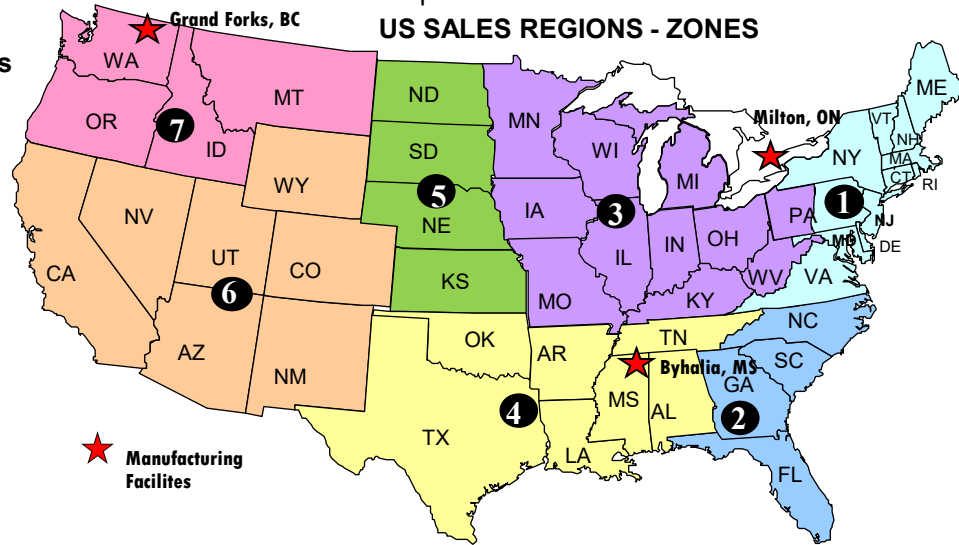 Grand Forks, BC
US SALES REGIONS - ZONES
s
WA
MT
ND
ME
OR
7
ID
MN
Milton, ON
VT
NH
SD
WI
NY
MA
CT
RI
WY
5
MI
NV
NE
IA
3
PA
1
NJ
UT
IL
IN
OH
MD
DE
CA
CO
KS
WV
VA
6
MO
KY
NC
OK
AR
TN
AZ
Byhalia, MS
SC
NM
GA
MS
AL
4
2
TX
LA
FL
Manufacturing
Facilites